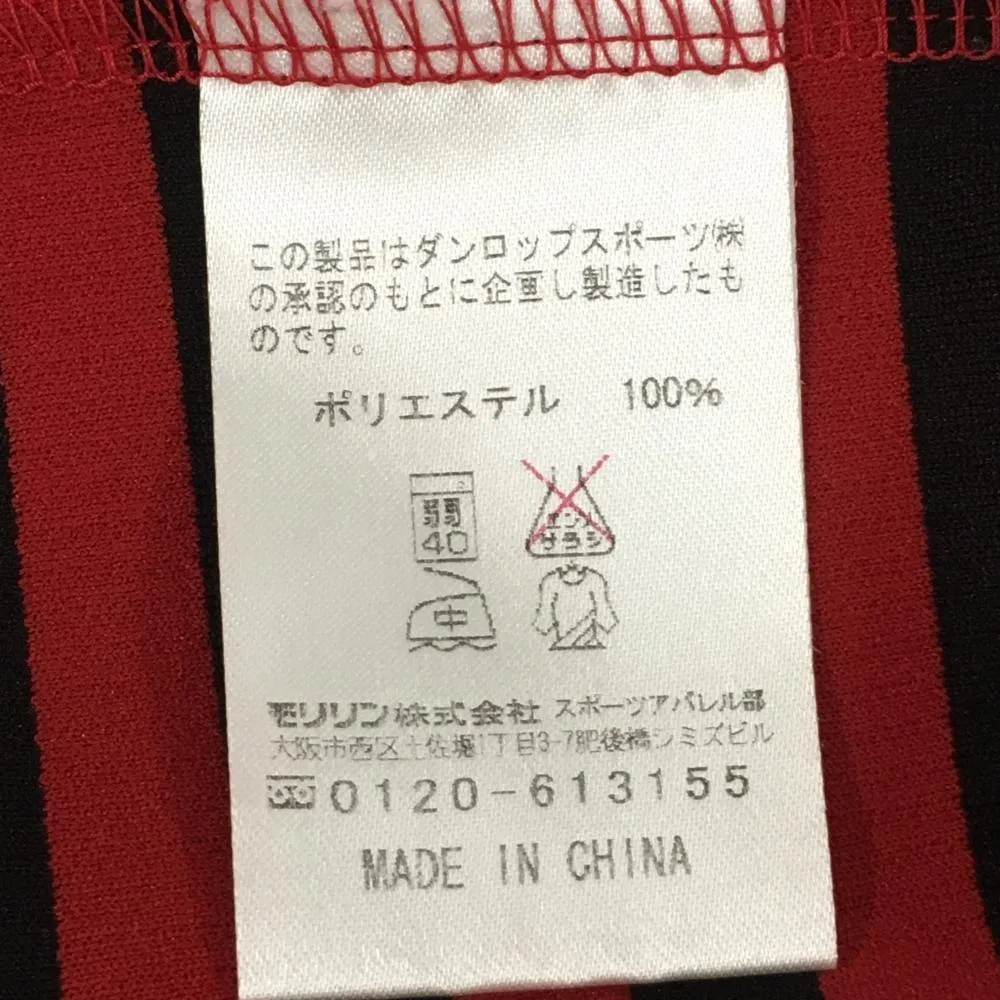 この製品はダンロップスポーツ㈱
の承認のもとに企画し製造したも
のです。
ポリエステル 100%
弱
40
エンソ
サラシ
中
モリリン株式会社 スポーツアパレル部
大阪市西区土佐堀1丁目3-7肥後橋シミズビル
0120-613155
MADE IN CHINA